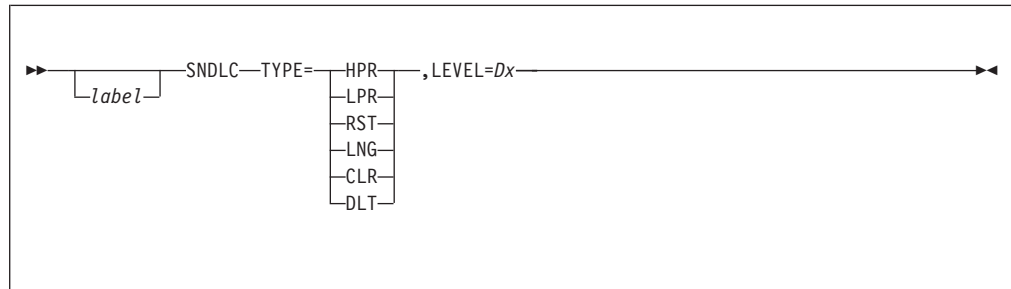 SNDLC TYPE= HPR ,LEVEL=Dx
label LPR
RST
LNG
CLR
DLT